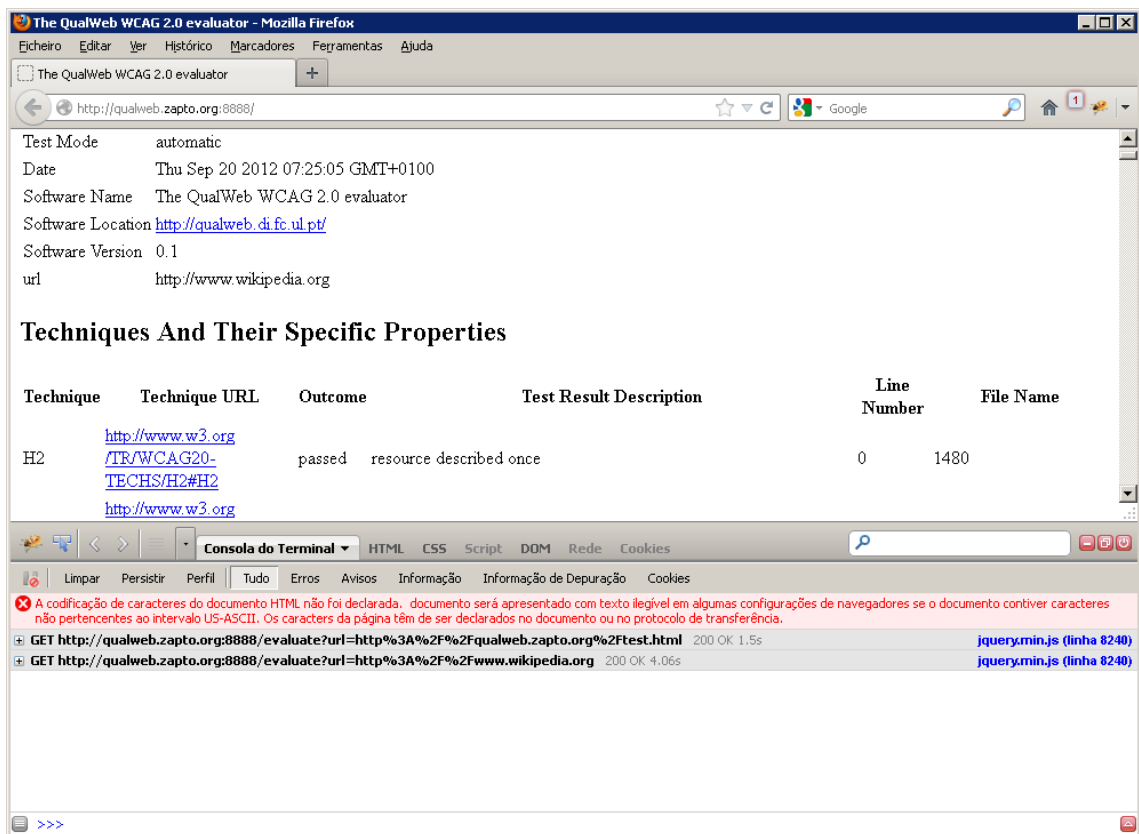 The QualWeb WCAG 2.0 evaluator - Mozilla Firefox
Ficheiro Editar Ver Histórico Marcadores Ferramentas Ajuda
The QualWeb WCAG 2.0 evaluator +
http://qualweb.zapto.org:8888/ Google 1
Test Mode automatic
Date Thu Sep 20 2012 07:25:05 GMT+0100
Software Name The QualWeb WCAG 2.0 evaluator
Software Location http://qualweb.di.fc.ul.pt/
Software Version 0.1
url http://www.wikipedia.org
Techniques And Their Specific Properties
Technique Technique URL Outcome Test Result Description Line Number File Name
H2 http://www.w3.org
/TR/WCAG20-
TECHS/H2#H2 passed resource described once 0 1480
http://www.w3.org
Consola do Terminal HTML CSS Script DOM Rede Cookies
Limpar Persistir Perfil Tudo Erros Avisos Informação Informação de Depuração Cookies
A codificação de caracteres do documento HTML não foi declarada. documento será apresentado com texto ilegível em algumas configurações de navegadores se o documento contiver caracteres
não pertencentes ao intervalo US-ASCII. Os caracters da página têm de ser declarados no documento ou no protocolo de transferência.
GET http://qualweb.zapto.org:8888/evaluate?url=http%3A%2F%2Fqualweb.zapto.org%2Ftest.html 200 OK 1.5s jquery.min.js (linha 8240)
GET http://qualweb.zapto.org:8888/evaluate?url=http%3A%2F%2Fwww.wikipedia.org 200 OK 4.06s jquery.min.js (linha 8240)
>>>